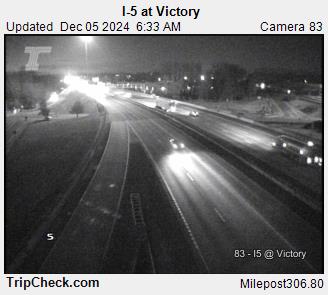 I-5 at Victory
Updated Dec 05 2024 6:33 AM Camera 83
T
S
83 - I5 @ Victory
TripCheck.com Milepost306.80